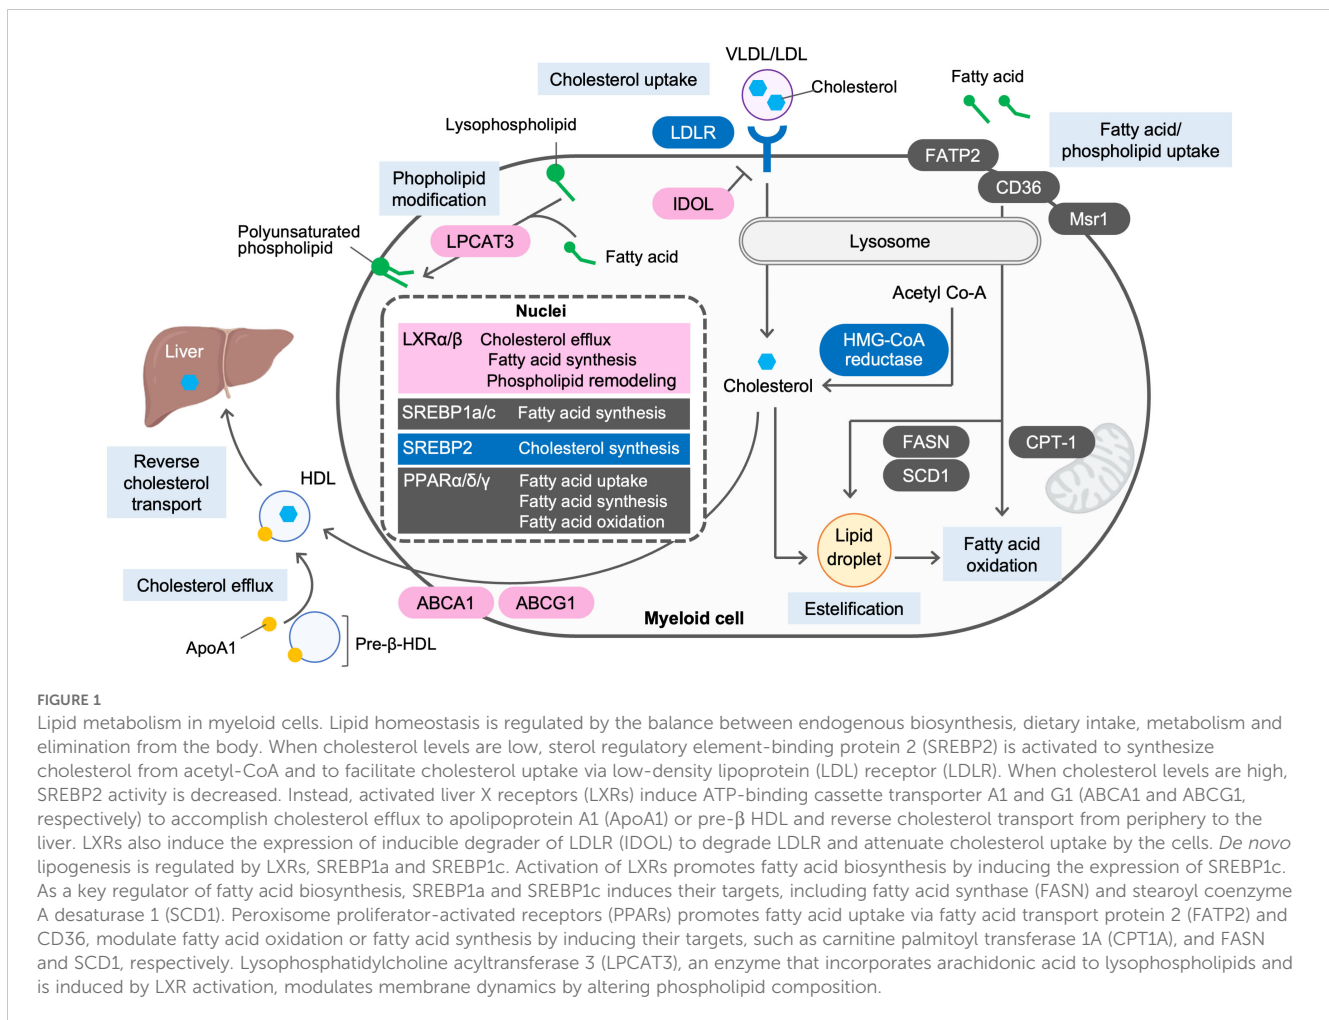 VLDL/LDL
Cholesterol uptake
Cholesterol
Fatty acid
Lysophospholipid
LDLR
Fatty acid/
phospholipid uptake
FATP2
Phopholipid
modification
CD36
IDOL
Msr1
Polyunsaturated
phospholipid
LPCAT3
Fatty acid
Lysosome
Acetyl Co-A
Nuclei
LXRα/β Cholesterol efflux
Fatty acid synthesis
Phospholipid remodeling
HMG-CoA
reductase
Liver
Cholesterol
SREBP1a/c Fatty acid synthesis
SREBP2 Cholesterol synthesis
FASN
CPT-1
SCD1
PPARα/δ/γ Fatty acid uptake
Fatty acid synthesis
Fatty acid oxidation
Reverse
cholesterol
transport
HDL
Lipid
droplet
Fatty acid
oxidation
Cholesterol efflux
ABCA1
ABCG1
Estelification
Myeloid cell
ApoA1
Pre-β-HDL
FIGURE 1
Lipid metabolism in myeloid cells. Lipid homeostasis is regulated by the balance between endogenous biosynthesis, dietary intake, metabolism and
elimination from the body. When cholesterol levels are low, sterol regulatory element-binding protein 2 (SREBP2) is activated to synthesize
cholesterol from acetyl-CoA and to facilitate cholesterol uptake via low-density lipoprotein (LDL) receptor (LDLR). When cholesterol levels are high,
SREBP2 activity is decreased. Instead, activated liver X receptors (LXRs) induce ATP-binding cassette transporter A1 and G1 (ABCA1 and ABCG1,
respectively) to accomplish cholesterol efflux to apolipoprotein A1 (ApoA1) or pre-β HDL and reverse cholesterol transport from periphery to the
liver. LXRs also induce the expression of inducible degrader of LDLR (IDOL) to degrade LDLR and attenuate cholesterol uptake by the cells. De novo
lipogenesis is regulated by LXRs, SREBP1a and SREBP1c. Activation of LXRs promotes fatty acid biosynthesis by inducing the expression of SREBP1c.
As a key regulator of fatty acid biosynthesis, SREBP1a and SREBP1c induces their targets, including fatty acid synthase (FASN) and stearoyl coenzyme
A desaturase 1 (SCD1). Peroxisome proliferator-activated receptors (PPARs) promotes fatty acid uptake via fatty acid transport protein 2 (FATP2) and
CD36, modulate fatty acid oxidation or fatty acid synthesis by inducing their targets, such as carnitine palmitoyl transferase 1A (CPT1A), and FASN
and SCD1, respectively. Lysophosphatidylcholine acyltransferase 3 (LPCAT3), an enzyme that incorporates arachidonic acid to lysophospholipids and
is induced by LXR activation, modulates membrane dynamics by altering phospholipid composition.